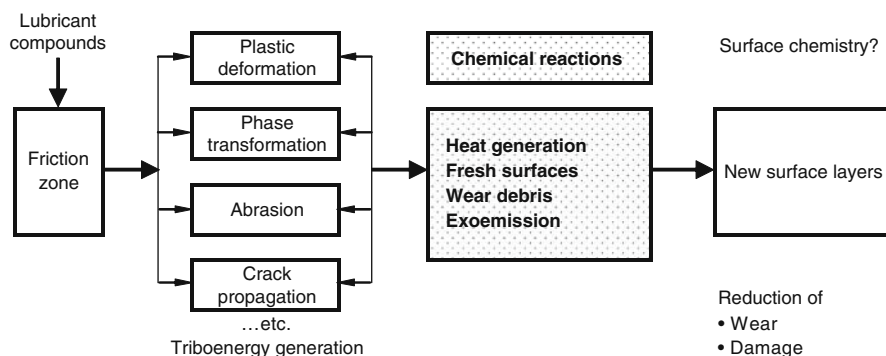 Lubricant
compounds
Friction
zone
Plastic
deformation
Phase
transformation
Abrasion
Crack
propagation
…etc.
Triboenergy generation
Chemical reactions
Heat generation
Fresh surfaces
Wear debris
Exoemission
Surface chemistry?
New surface layers
Reduction of
• Wear
• Damage